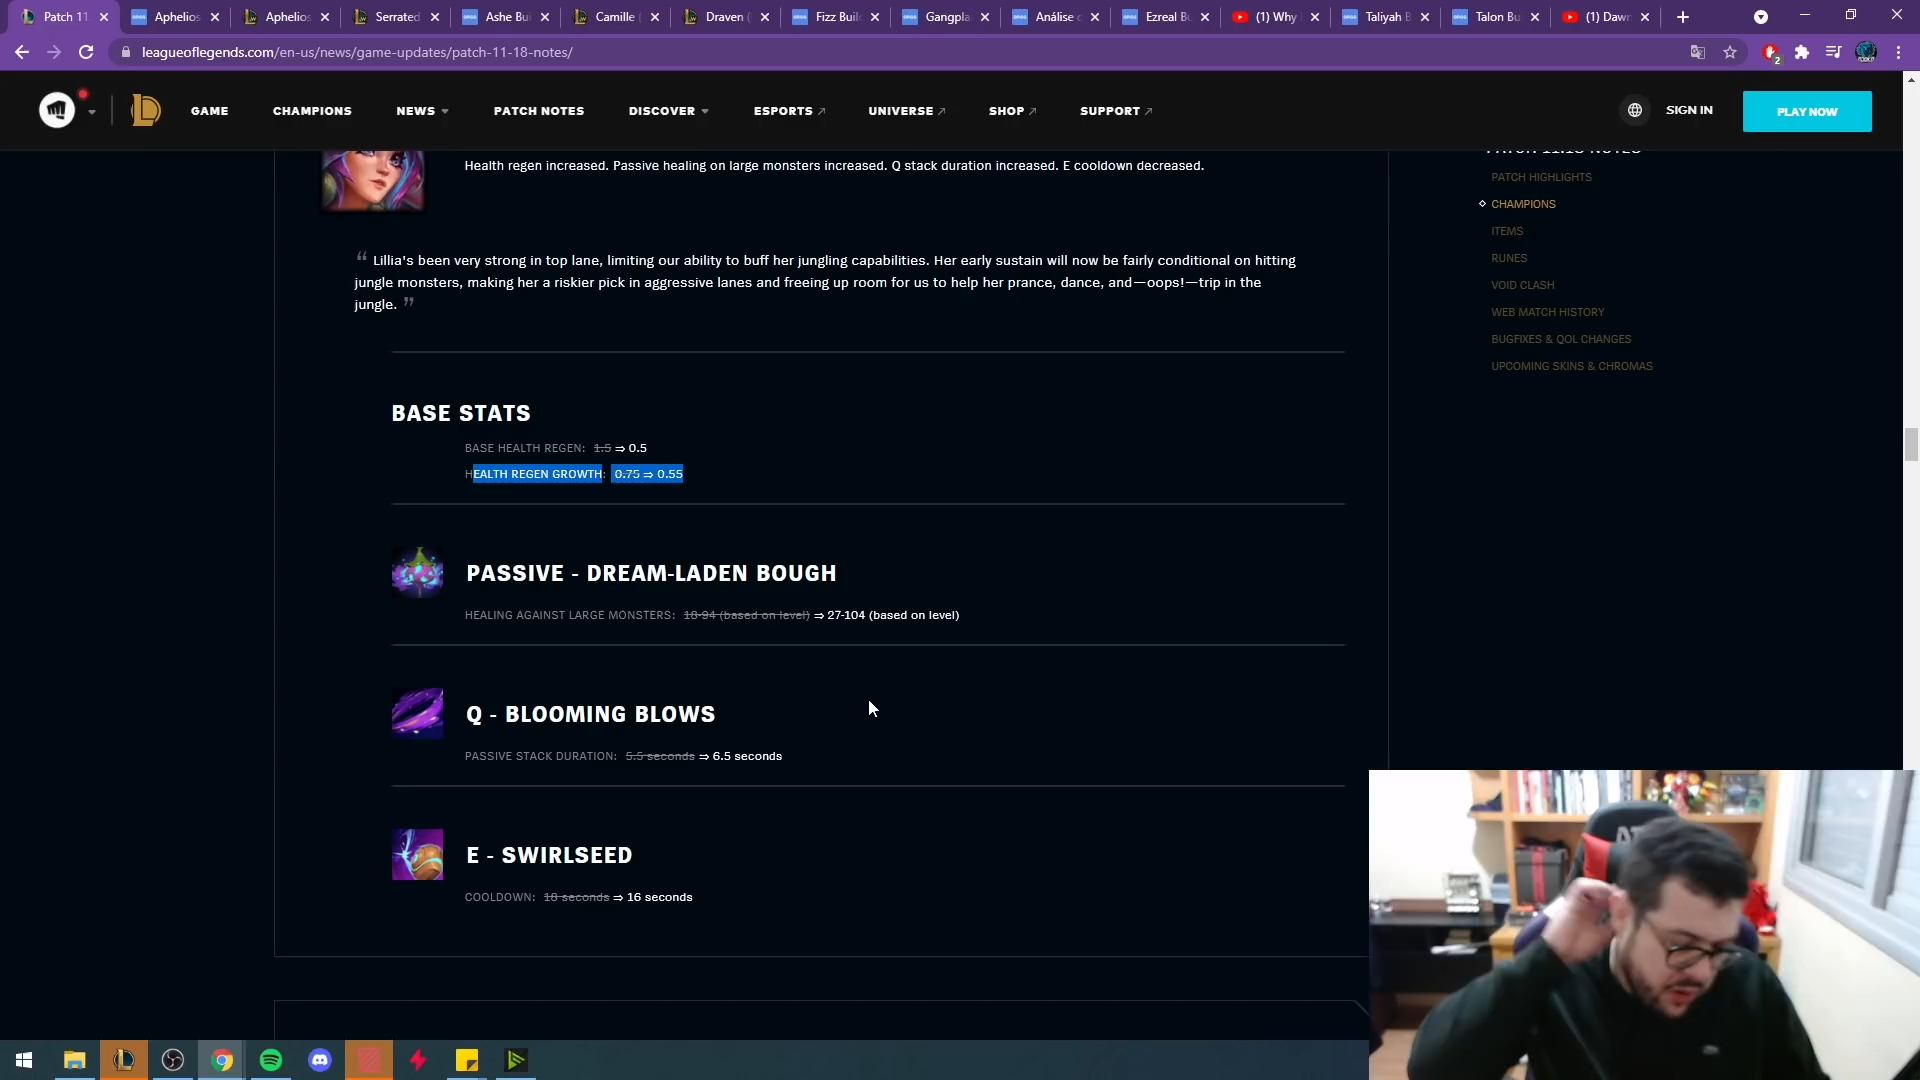 Patch 11.
Aphelios
Aphelios
Serrated
Ashe Bui
Camille (
Draven (
Fizz Buil
Gangpla
Análise d
Ezreal Bu
(1) Why
Taliyah B
Talon Bu
(1) Dawn
leagueoflegends.com/en-us/news/game-updates/patch-11-18-notes/
2
GAME
CHAMPIONS
NEWS
PATCH NOTES
DISCOVER
ESPORTS
UNIVERSE
SHOP
SUPPORT
SIGN IN
PLAY NOW
Health regen increased. Passive healing on large monsters increased. Q stack duration increased. E cooldown decreased.
“ Lillia's been very strong in top lane, limiting our ability to buff her jungling capabilities. Her early sustain will now be fairly conditional on hitting
jungle monsters, making her a riskier pick in aggressive lanes and freeing up room for us to help her prance, dance, and—oops!—trip in the
jungle. ”
BASE STATS
BASE HEALTH REGEN: 1.5 ⇒ 0.5
HEALTH REGEN GROWTH: 0.75 ⇒ 0.55
PASSIVE - DREAM-LADEN BOUGH
HEALING AGAINST LARGE MONSTERS: 18-94 (based on level) ⇒ 27-104 (based on level)
Q - BLOOMING BLOWS
PASSIVE STACK DURATION: 5.5 seconds ⇒ 6.5 seconds
E - SWIRLSEED
COOLDOWN: 18 seconds ⇒ 16 seconds
PATCH 11.18 NOTES
PATCH HIGHLIGHTS
CHAMPIONS
ITEMS
RUNES
VOID CLASH
WEB MATCH HISTORY
BUGFIXES & QOL CHANGES
UPCOMING SKINS & CHROMAS